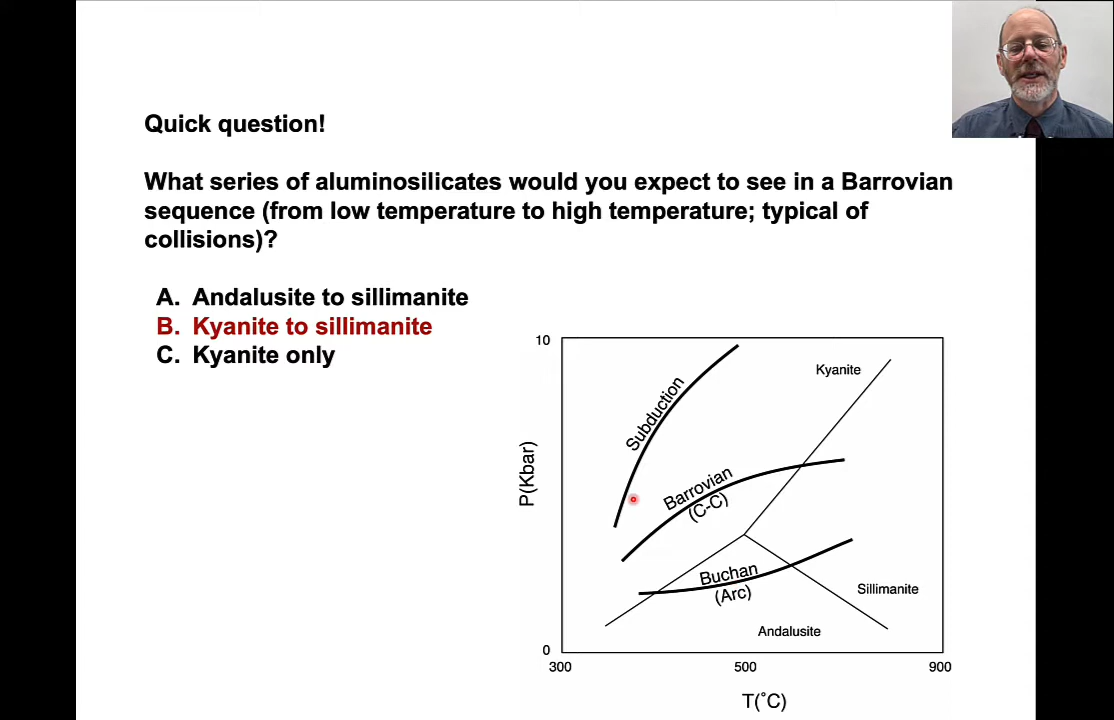 Quick question!
What series of aluminosilicates would you expect to see in a Barrovian
sequence (from low temperature to high temperature; typical of
collisions)?
A. Andalusite to sillimanite
B. Kyanite to sillimanite
C. Kyanite only
10
Kyanite
Subduction
P(Kbar)
Barrovian
(C-C)
Buchan
(Arc)
Sillimanite
Andalusite
0
300
500
900
T(˚C)